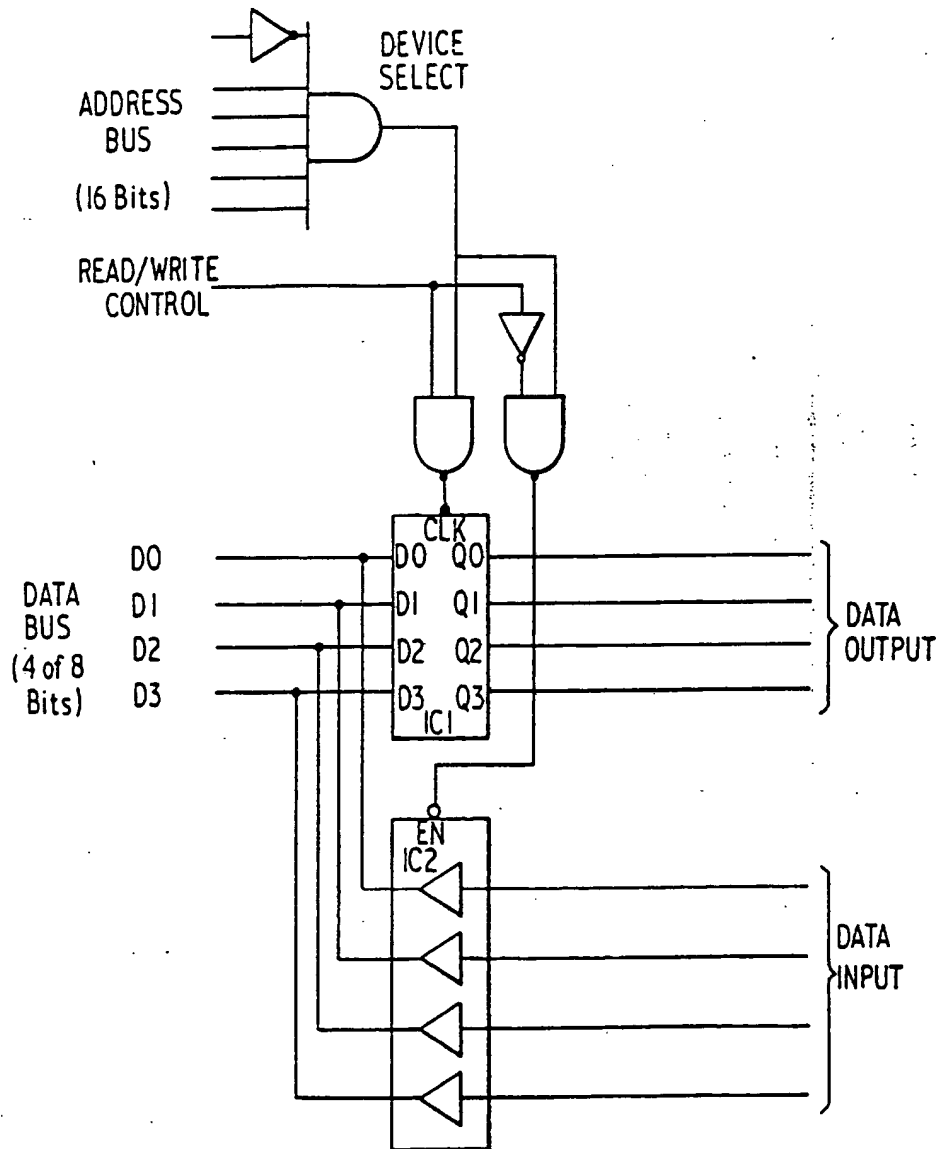 DEVICE
SELECT
ADDRESS
BUS
(16 Bits)
READ/WRITE
CONTROL
CLK
D0
D0 Q0
D1
D1 Q1
D2
D2 Q2
D3
D3 Q3
IC1
DATA
BUS
(4 of 8
Bits)
DATA
OUTPUT
EN
IC2
DATA
INPUT